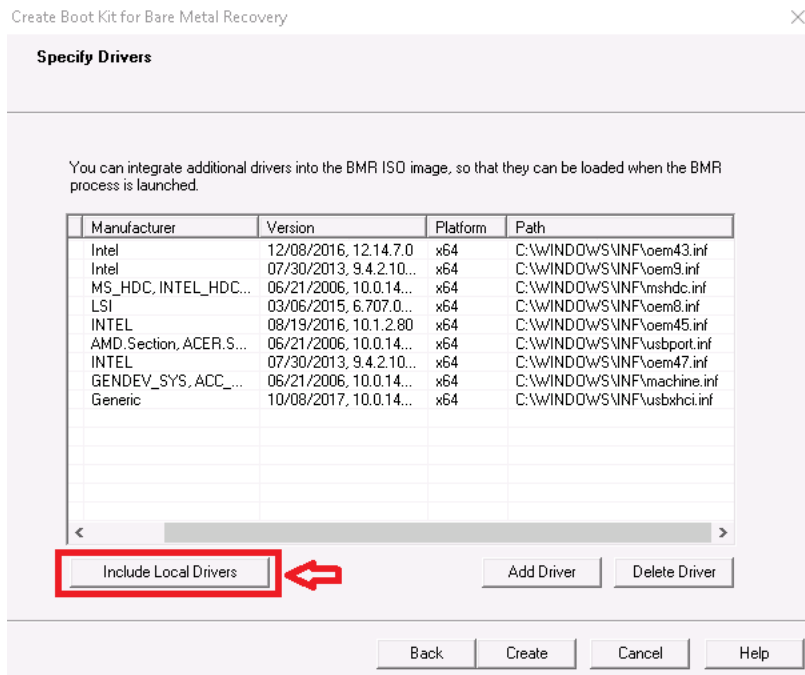 Create Boot Kit for Bare Metal Recovery
Specify Drivers
You can integrate additional drivers into the BMR ISO image, so that they can be loaded when the BMR
process is launched.
Manufacturer Version Platform Path
Intel 12/08/2016, 12.14.7.0 x64 C:\WINDOWS\INF\oem43.inf
Intel 07/30/2013, 9.4.2.10... x64 C:\WINDOWS\INF\oem9.inf
MS_HDC, INTEL_HDC... 06/21/2006, 10.0.14... x64 C:\WINDOWS\INF\mshdc.inf
LSI 03/06/2015, 6.707.0... x64 C:\WINDOWS\INF\oem8.inf
INTEL 08/19/2016, 10.1.2.80 x64 C:\WINDOWS\INF\oem45.inf
AMD.Section, ACER.S... 06/21/2006, 10.0.14... x64 C:\WINDOWS\INF\usbport.inf
INTEL 07/30/2013, 9.4.2.10... x64 C:\WINDOWS\INF\oem47.inf
GENDEV_SYS, ACC_... 06/21/2006, 10.0.14... x64 C:\WINDOWS\INF\machine.inf
Generic 10/08/2017, 10.0.14... x64 C:\WINDOWS\INF\usbxhci.inf
Include Local Drivers Add Driver Delete Driver
Back Create Cancel Help